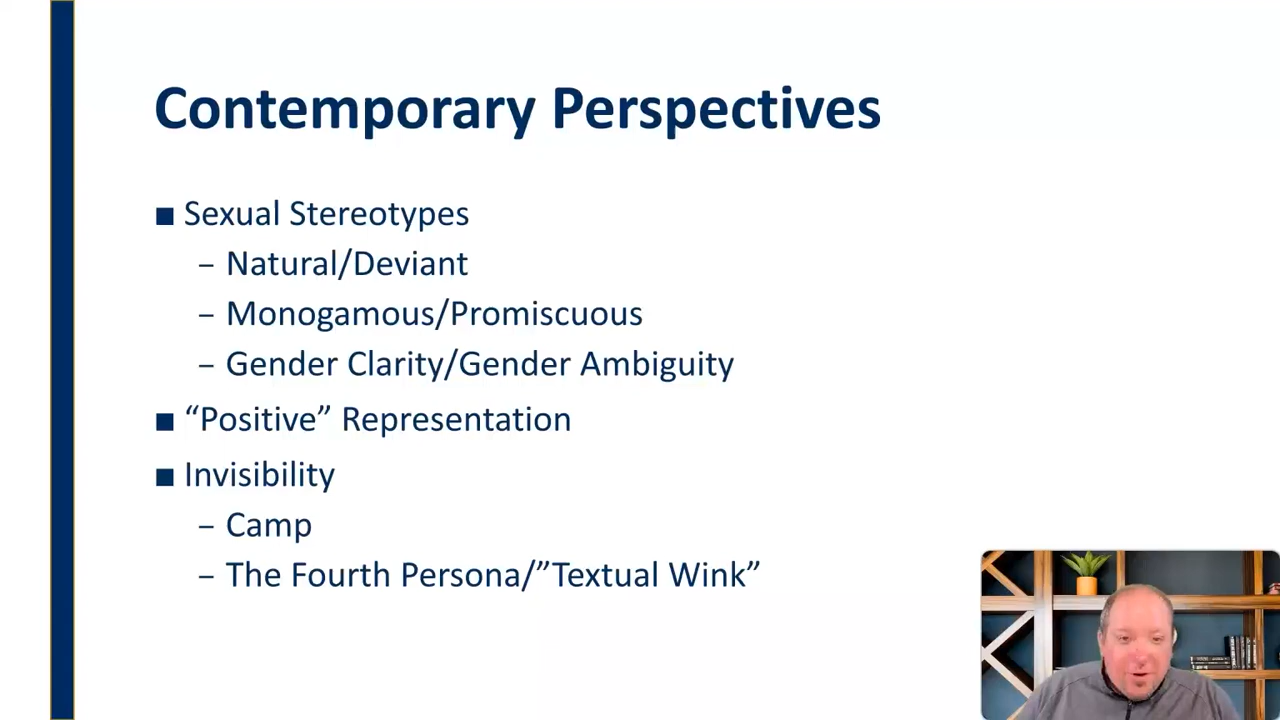 Contemporary Perspectives
■ Sexual Stereotypes
– Natural/Deviant
– Monogamous/Promiscuous
– Gender Clarity/Gender Ambiguity
■ “Positive” Representation
■ Invisibility
– Camp
– The Fourth Persona/”Textual Wink”